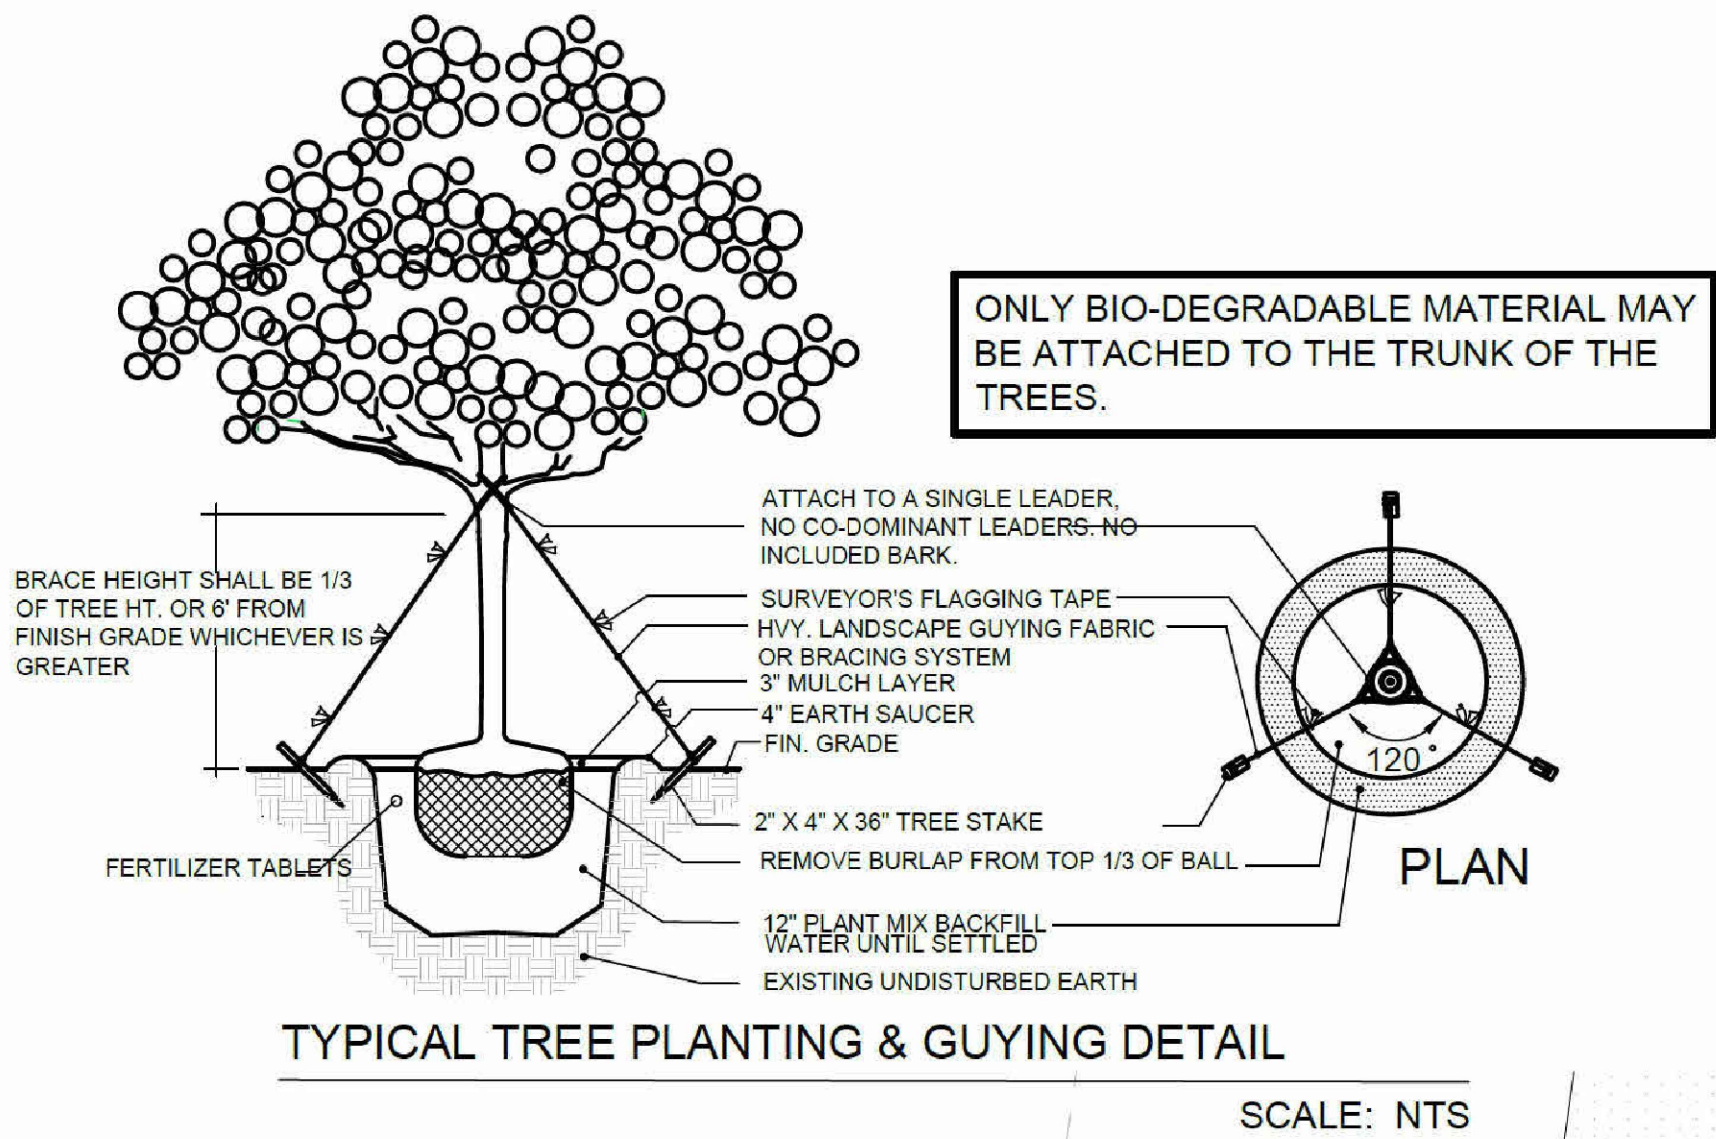 ONLY BIO-DEGRADABLE MATERIAL MAY
BE ATTACHED TO THE TRUNK OF THE
TREES.
ATTACH TO A SINGLE LEADER,
NO CO-DOMINANT LEADERS. NO
INCLUDED BARK.
BRACE HEIGHT SHALL BE 1/3
OF TREE HT. OR 6' FROM
FINISH GRADE WHICHEVER IS
GREATER
SURVEYOR'S FLAGGING TAPE
HVY. LANDSCAPE GUYING FABRIC
OR BRACING SYSTEM
3" MULCH LAYER
4" EARTH SAUCER
FIN. GRADE
120°
2" X 4" X 36" TREE STAKE
REMOVE BURLAP FROM TOP 1/3 OF BALL
FERTILIZER TABLETS
PLAN
12" PLANT MIX BACKFILL
WATER UNTIL SETTLED
EXISTING UNDISTURBED EARTH
TYPICAL TREE PLANTING & GUYING DETAIL
SCALE: NTS